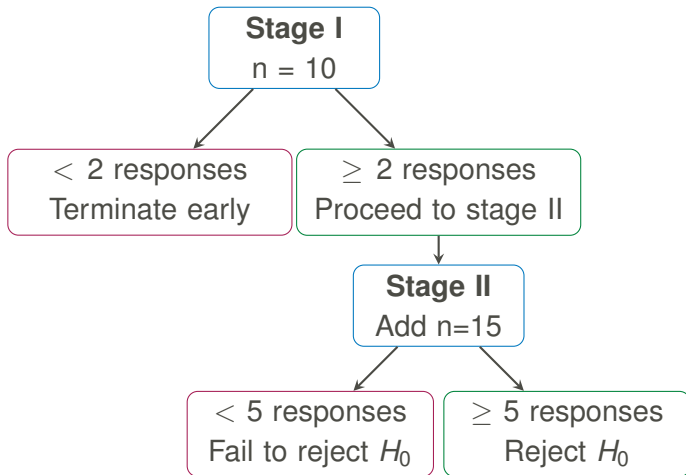 Stage I
n = 10
< 2 responses
Terminate early
≥ 2 responses
Proceed to stage II
Stage II
Add n=15
< 5 responses
Fail to reject H₀
≥ 5 responses
Reject H₀